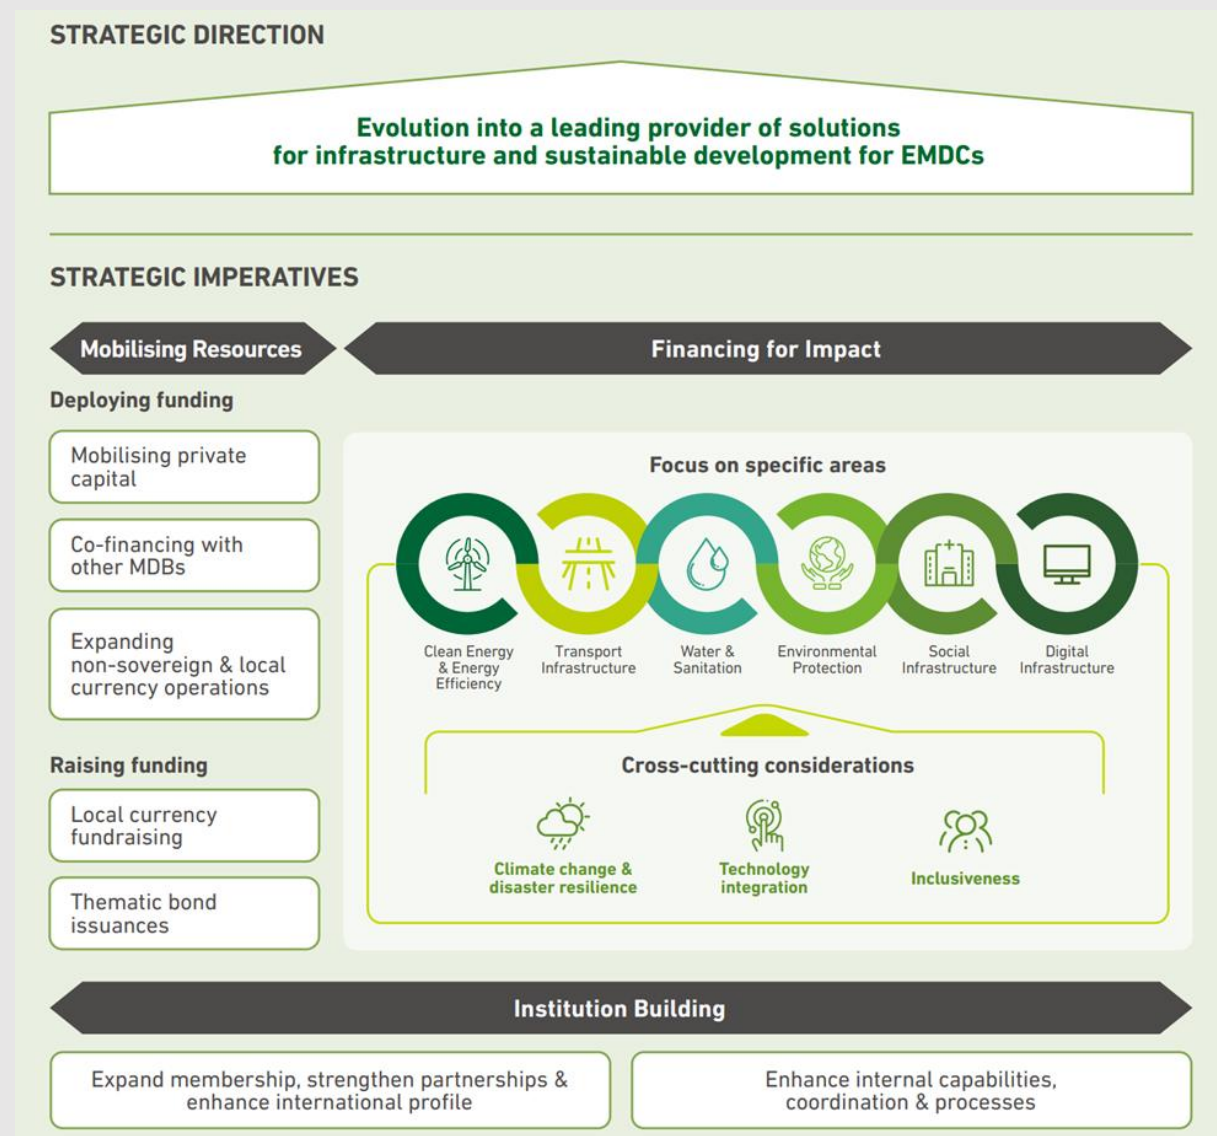 STRATEGIC DIRECTION
Evolution into a leading provider of solutions
for infrastructure and sustainable development for EMDCs
STRATEGIC IMPERATIVES
Mobilising Resources
Financing for Impact
Deploying funding
Mobilising private
capital
Co-financing with
other MDBs
Expanding
non-sovereign & local
currency operations
Raising funding
Local currency
fundraising
Thematic bond
issuances
Focus on specific areas
Clean Energy
& Energy
Efficiency
Transport
Infrastructure
Water &
Sanitation
Environmental
Protection
Social
Infrastructure
Digital
Infrastructure
Cross-cutting considerations
Climate change &
disaster resilience
Technology
integration
Inclusiveness
Institution Building
Expand membership, strengthen partnerships &
enhance international profile
Enhance internal capabilities,
coordination & processes